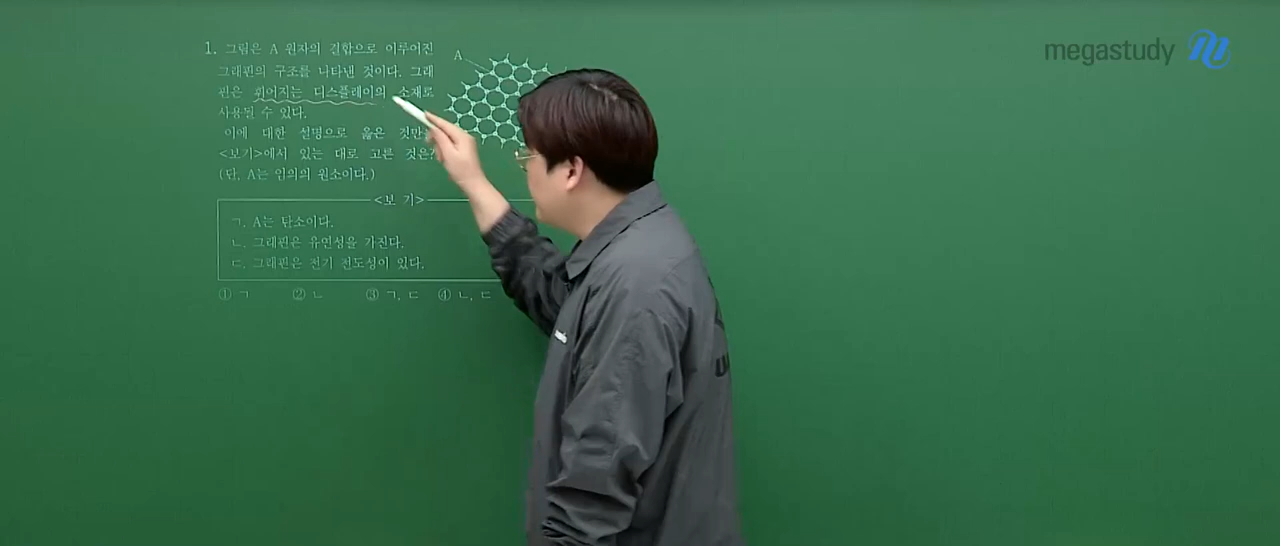 megastudy
1. 그림은 A 원자의 결합으로 이루어진
그래핀의 구조를 나타낸 것이다. 그래
핀은 휘어지는 디스플레이의 소재로
사용될 수 있다.
이에 대한 설명으로 옳은 것만
<보기>에서 있는 대로 고른 것은?
(단, A는 임의의 원소이다.)
A
<보 기>
ㄱ. A는 탄소이다.
ㄴ. 그래핀은 유연성을 가진다.
ㄷ. 그래핀은 전기 전도성이 있다.
① ㄱ ② ㄴ ③ ㄱ, ㄷ ④ ㄴ, ㄷ